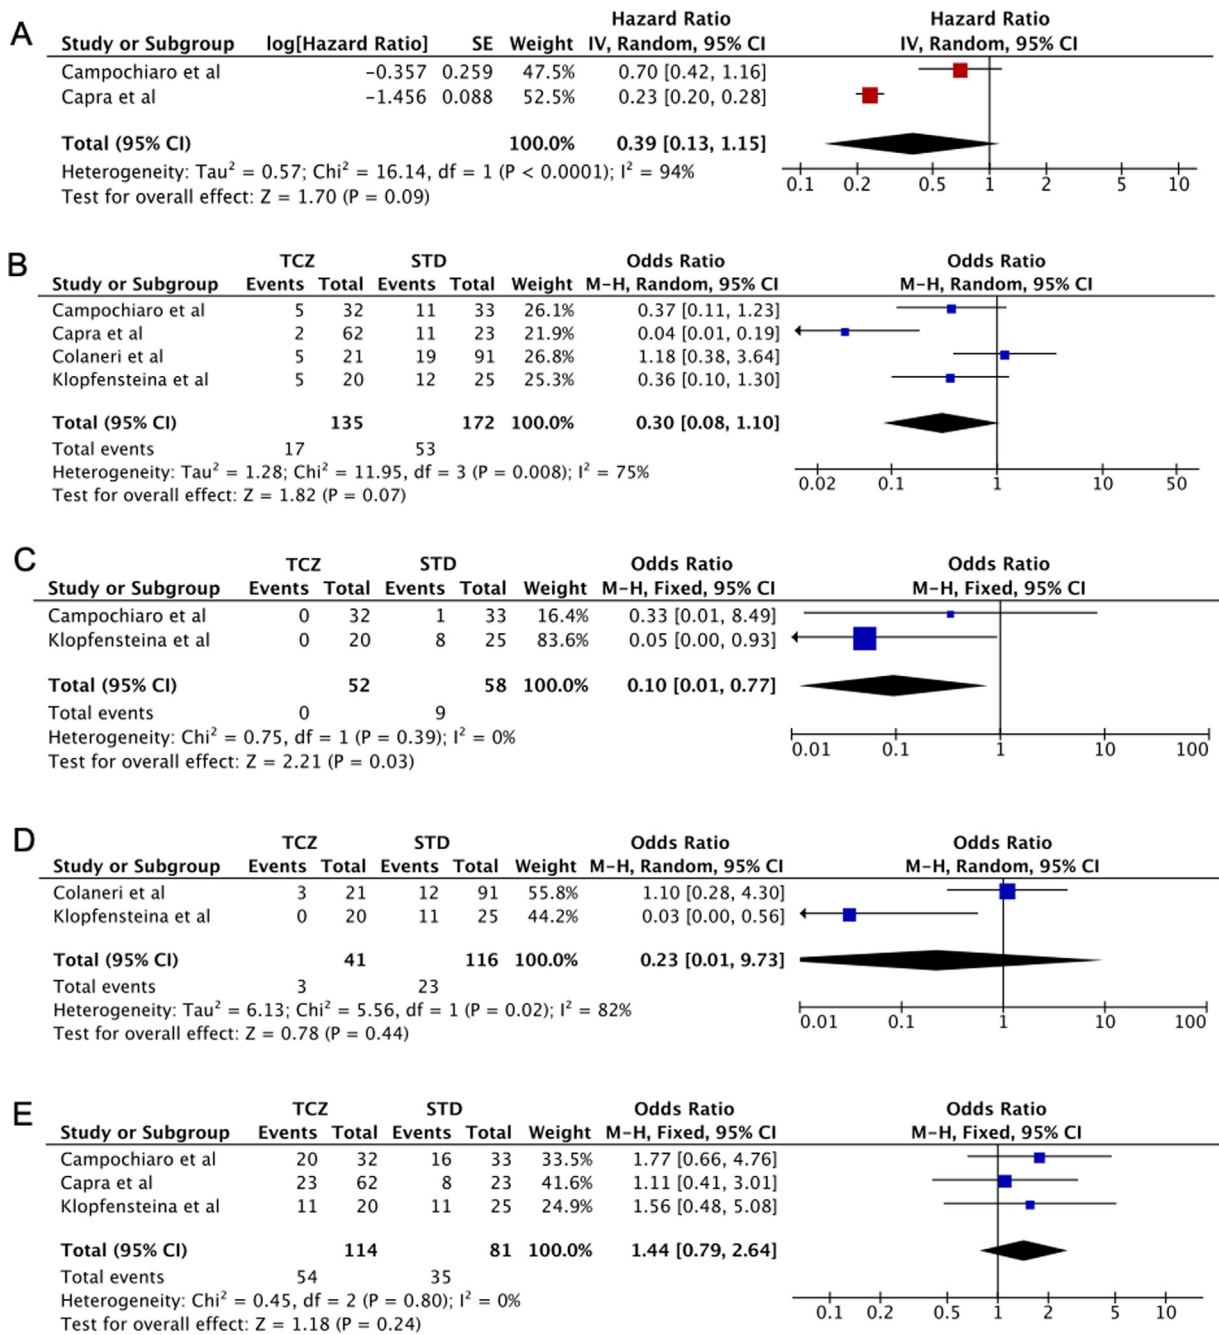 A
Hazard Ratio Hazard Ratio
Study or Subgroup log[Hazard Ratio] SE Weight IV, Random, 95% CI IV, Random, 95% CI
Campochiaro et al −0.357 0.259 47.5% 0.70 [0.42, 1.16]
Capra et al −1.456 0.088 52.5% 0.23 [0.20, 0.28]
Total (95% CI) 100.0% 0.39 [0.13, 1.15]
Heterogeneity: Tau² = 0.57; Chi² = 16.14, df = 1 (P < 0.0001); I² = 94%
Test for overall effect: Z = 1.70 (P = 0.09)
0.1 0.2 0.5 1 2 5 10
B
TCZ STD Odds Ratio Odds Ratio
Study or Subgroup Events Total Events Total Weight M-H, Random, 95% CI M-H, Random, 95% CI
Campochiaro et al 5 32 11 33 26.1% 0.37 [0.11, 1.23]
Capra et al 2 62 11 23 21.9% 0.04 [0.01, 0.19]
Colaneri et al 5 21 19 91 26.8% 1.18 [0.38, 3.64]
Klopfensteina et al 5 20 12 25 25.3% 0.36 [0.10, 1.30]
Total (95% CI) 135 172 100.0% 0.30 [0.08, 1.10]
Total events 17 53
Heterogeneity: Tau² = 1.28; Chi² = 11.95, df = 3 (P = 0.008); I² = 75%
Test for overall effect: Z = 1.82 (P = 0.07)
0.02 0.1 1 10 50
C
TCZ STD Odds Ratio Odds Ratio
Study or Subgroup Events Total Events Total Weight M-H, Fixed, 95% CI M-H, Fixed, 95% CI
Campochiaro et al 0 32 1 33 16.4% 0.33 [0.01, 8.49]
Klopfensteina et al 0 20 8 25 83.6% 0.05 [0.00, 0.93]
Total (95% CI) 52 58 100.0% 0.10 [0.01, 0.77]
Total events 0 9
Heterogeneity: Chi² = 0.75, df = 1 (P = 0.39); I² = 0%
Test for overall effect: Z = 2.21 (P = 0.03)
0.01 0.1 1 10 100
D
TCZ STD Odds Ratio Odds Ratio
Study or Subgroup Events Total Events Total Weight M-H, Random, 95% CI M-H, Random, 95% CI
Colaneri et al 3 21 12 91 55.8% 1.10 [0.28, 4.30]
Klopfensteina et al 0 20 11 25 44.2% 0.03 [0.00, 0.56]
Total (95% CI) 41 116 100.0% 0.23 [0.01, 9.73]
Total events 3 23
Heterogeneity: Tau² = 6.13; Chi² = 5.56, df = 1 (P = 0.02); I² = 82%
Test for overall effect: Z = 0.78 (P = 0.44)
0.01 0.1 1 10 100
E
TCZ STD Odds Ratio Odds Ratio
Study or Subgroup Events Total Events Total Weight M-H, Fixed, 95% CI M-H, Fixed, 95% CI
Campochiaro et al 20 32 16 33 33.5% 1.77 [0.66, 4.76]
Capra et al 23 62 8 23 41.6% 1.11 [0.41, 3.01]
Klopfensteina et al 11 20 11 25 24.9% 1.56 [0.48, 5.08]
Total (95% CI) 114 81 100.0% 1.44 [0.79, 2.64]
Total events 54 35
Heterogeneity: Chi² = 0.45, df = 2 (P = 0.80); I² = 0%
Test for overall effect: Z = 1.18 (P = 0.24)
0.1 0.2 0.5 1 2 5 10